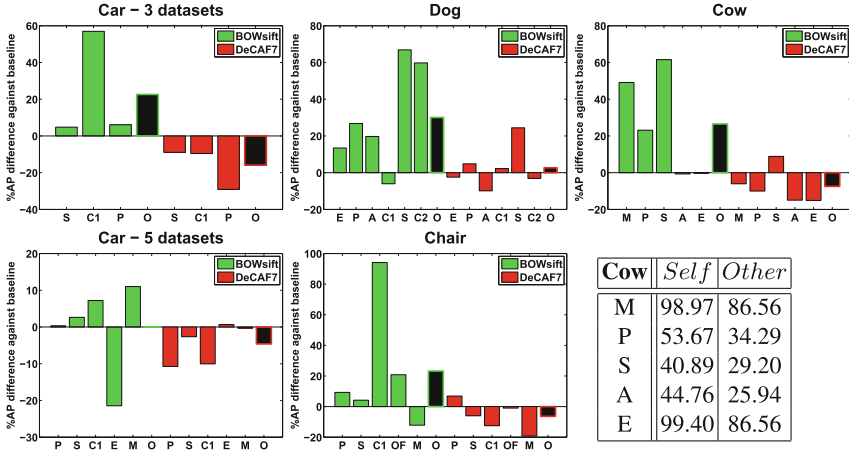 Car − 3 datasets
%AP difference against baseline
60
40
20
0
−20
−40
BOWsift
DeCAF7
S C1 P O S C1 P O
Dog
%AP difference against baseline
80
60
40
20
0
−20
BOWsift
DeCAF7
E P A C1 S C2 O E P A C1 S C2 O
Cow
%AP difference against baseline
80
60
40
20
0
−20
BOWsift
DeCAF7
M P S A E O M P S A E O
Car − 5 datasets
%AP difference against baseline
20
10
0
−10
−20
−30
BOWsift
DeCAF7
P S C1 E M O P S C1 E M O
Chair
%AP difference against baseline
100
80
60
40
20
0
−20
BOWsift
DeCAF7
P S C1 OF M O P S C1 OF M O
Cow Self Other
M 98.97 86.56
P 53.67 34.29
S 40.89 29.20
A 44.76 25.94
E 99.40 86.56